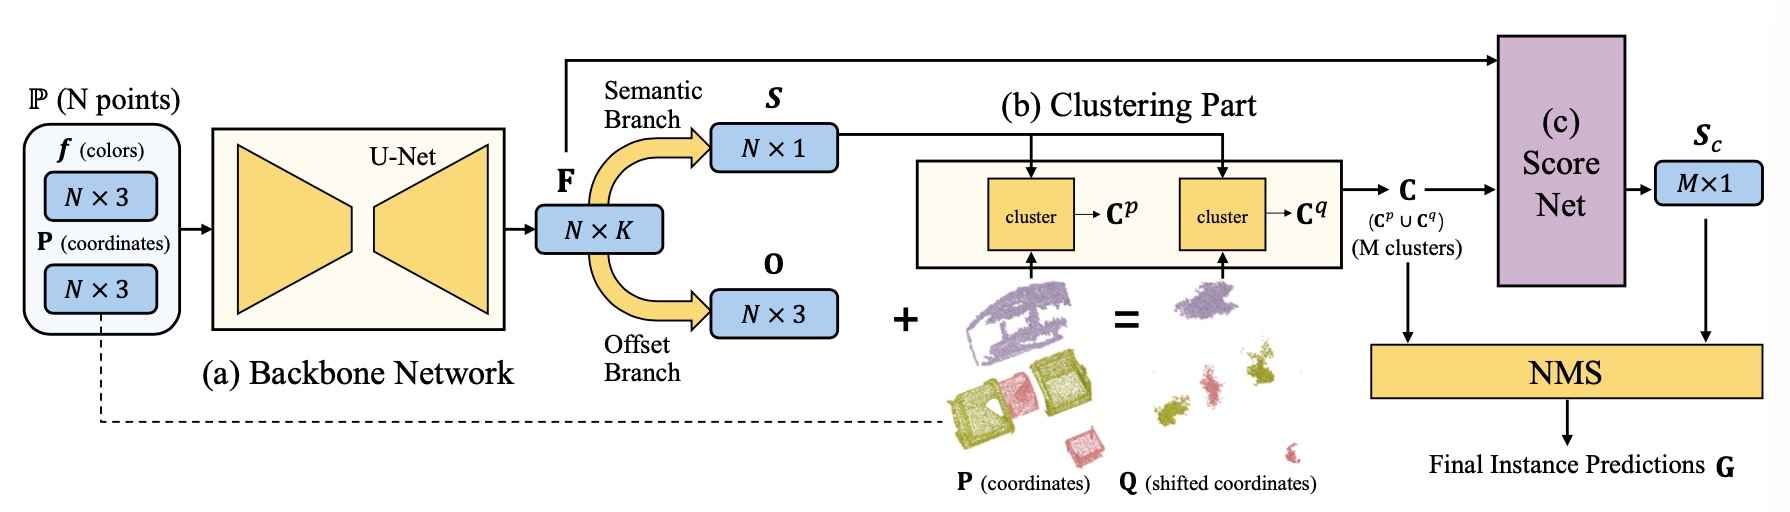 ℙ (N points)
f (colors)
N × 3
P (coordinates)
N × 3
U-Net
(a) Backbone Network
F
N × K
Semantic
Branch
S
N × 1
O
N × 3
Offset
Branch
(b) Clustering Part
cluster
C^p
cluster
C^q
+
=
P (coordinates)
Q (shifted coordinates)
C
(C^p ∪ C^q)
(M clusters)
(c)
Score
Net
S_c
M×1
NMS
Final Instance Predictions G